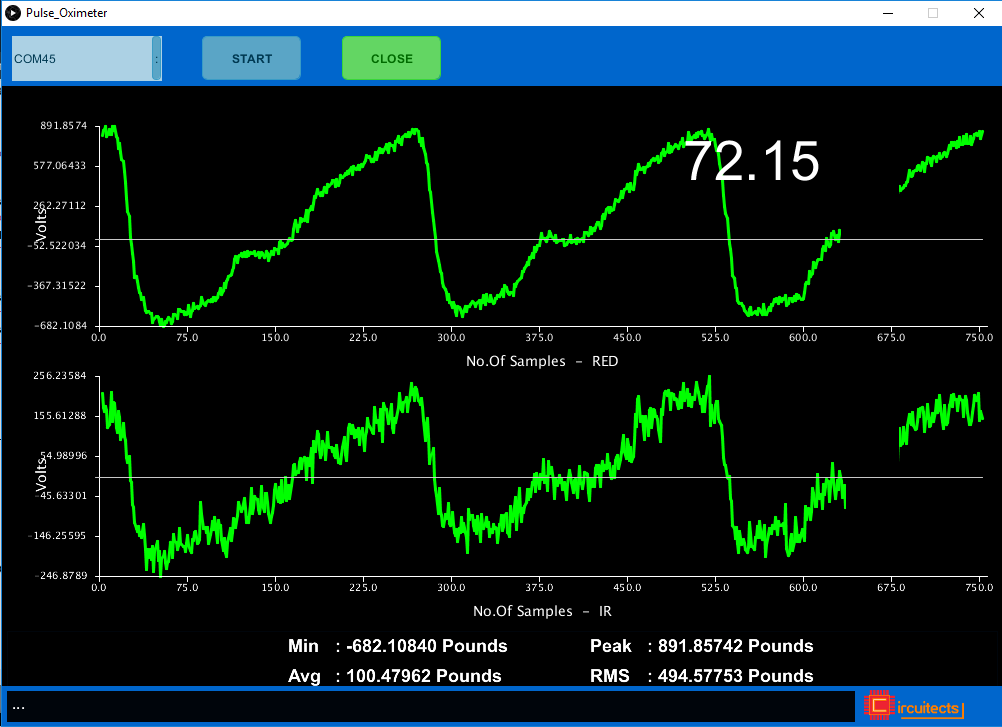 Pulse_Oximeter
COM45 :
START
CLOSE
891.8574
577.06433
262.27112
-52.522034
-367.31522
-682.1084
Volts
72.15
0.0 75.0 150.0 225.0 300.0 375.0 450.0 525.0 600.0 675.0 750.0
No.Of Samples - RED
256.23584
155.61288
54.98996
-45.63301
-146.25595
-246.8789
Volts
0.0 75.0 150.0 225.0 300.0 375.0 450.0 525.0 600.0 675.0 750.0
No.Of Samples - IR
Min : -682.10840 Pounds Peak : 891.85742 Pounds
Avg : 100.47962 Pounds RMS : 494.57753 Pounds
...
Circuitects